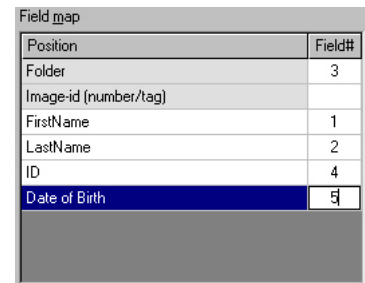 Field map
Position Field#
Folder 3
Image-id (number/tag)
FirstName 1
LastName 2
ID 4
Date of Birth 5